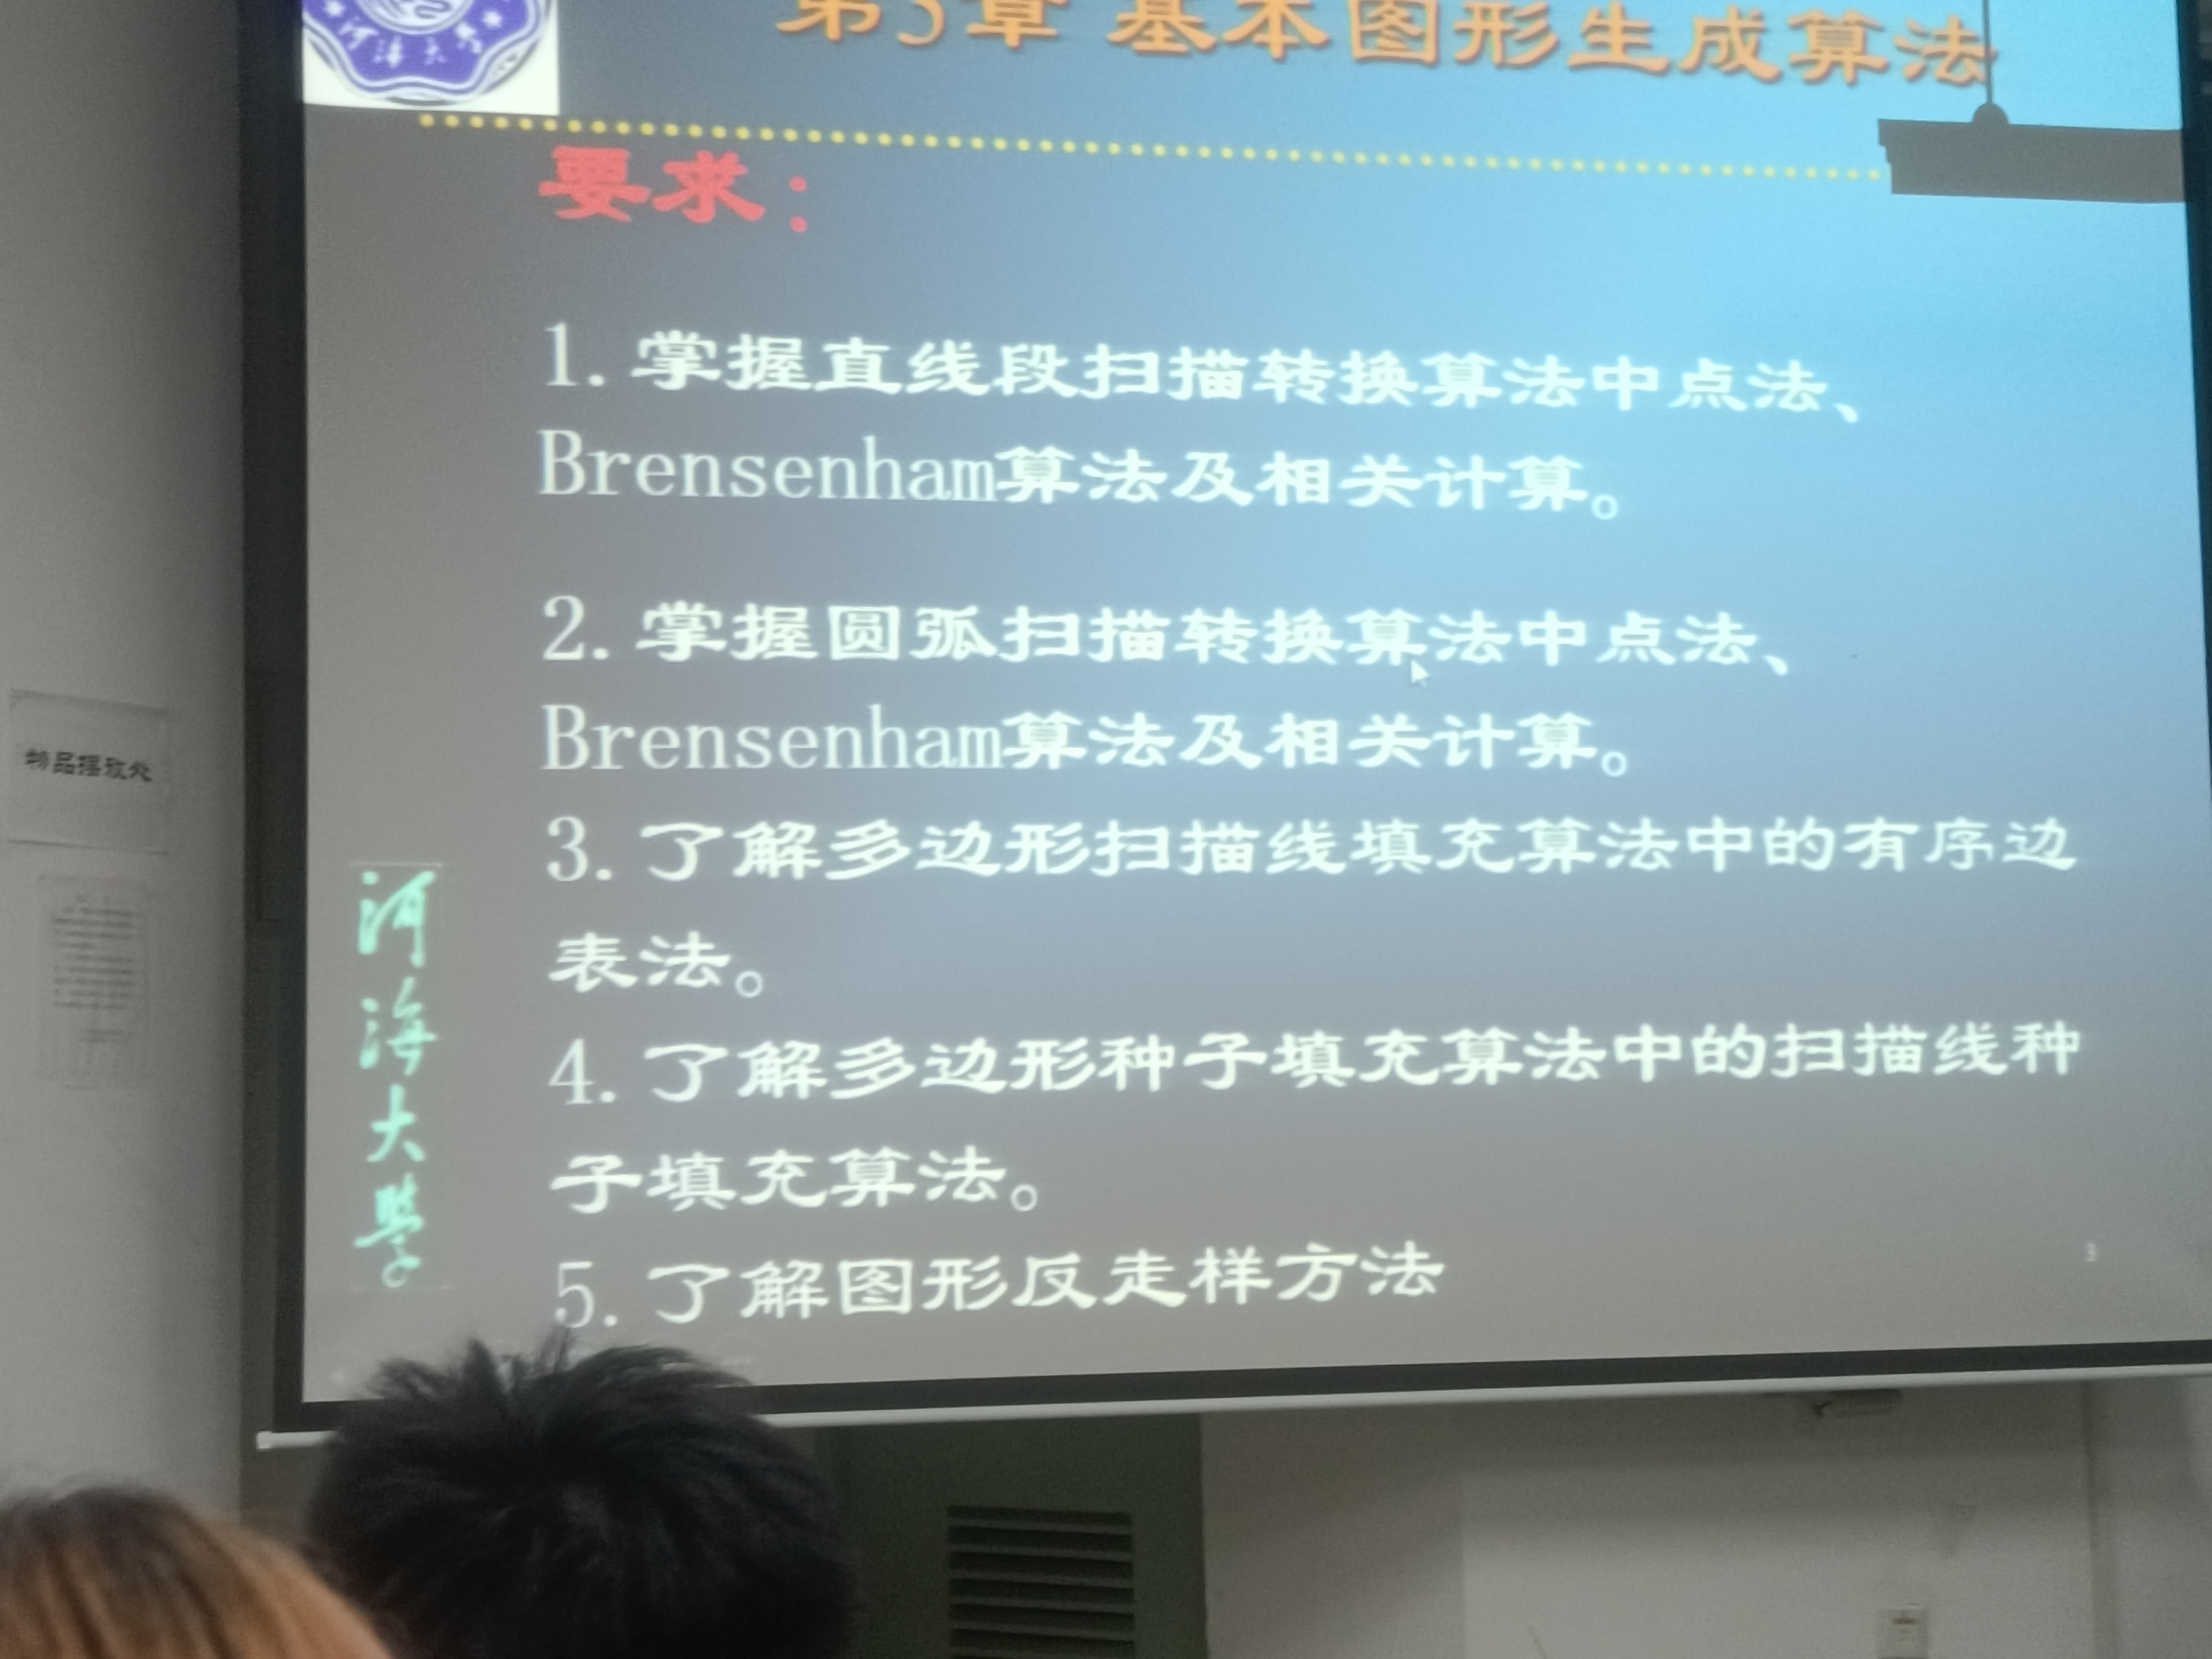 河海大学
第3章 基本图形生成算法
要求：
1.掌握直线段扫描转换算法中点法、
Brensenham算法及相关计算。
2.掌握圆弧扫描转换算法中点法、
Brensenham算法及相关计算。
3.了解多边形扫描线填充算法中的有序边
表法。
4.了解多边形种子填充算法中的扫描线种
子填充算法。
5.了解图形反走样方法
3
河海大學
物品摆放处